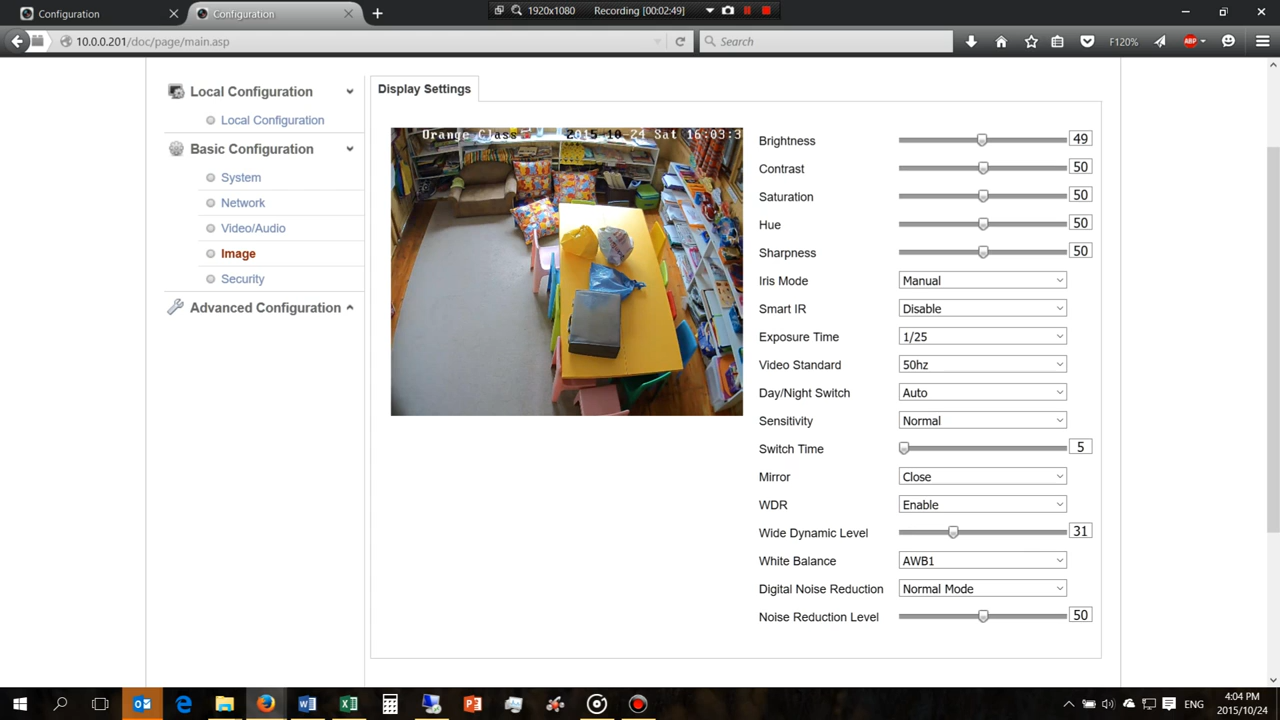 Configuration
Configuration
1920x1080
Recording [00:02:49]
10.0.0.201/doc/page/main.asp
Search
F120%
ABP
Local Configuration
Local Configuration
Basic Configuration
System
Network
Video/Audio
Image
Security
Advanced Configuration
Display Settings
Orange Class 2015-10-24 Sat 16:03:3
Brightness 49
Contrast 50
Saturation 50
Hue 50
Sharpness 50
Iris Mode Manual
Smart IR Disable
Exposure Time 1/25
Video Standard 50hz
Day/Night Switch Auto
Sensitivity Normal
Switch Time 5
Mirror Close
WDR Enable
Wide Dynamic Level 31
White Balance AWB1
Digital Noise Reduction Normal Mode
Noise Reduction Level 50
ENG
4:04 PM
2015/10/24